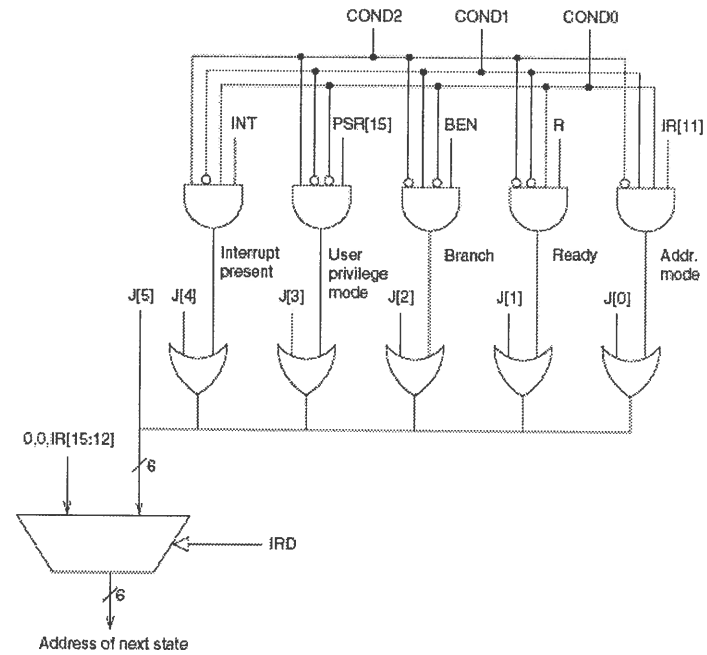 COND2 COND1 COND0
INT PSR[15] BEN R IR[11]
Interrupt present
User privilege mode
Branch
Ready
Addr. mode
J[5] J[4] J[3] J[2] J[1] J[0]
0,0,IR[15:12]
6
IRD
6
Address of next state